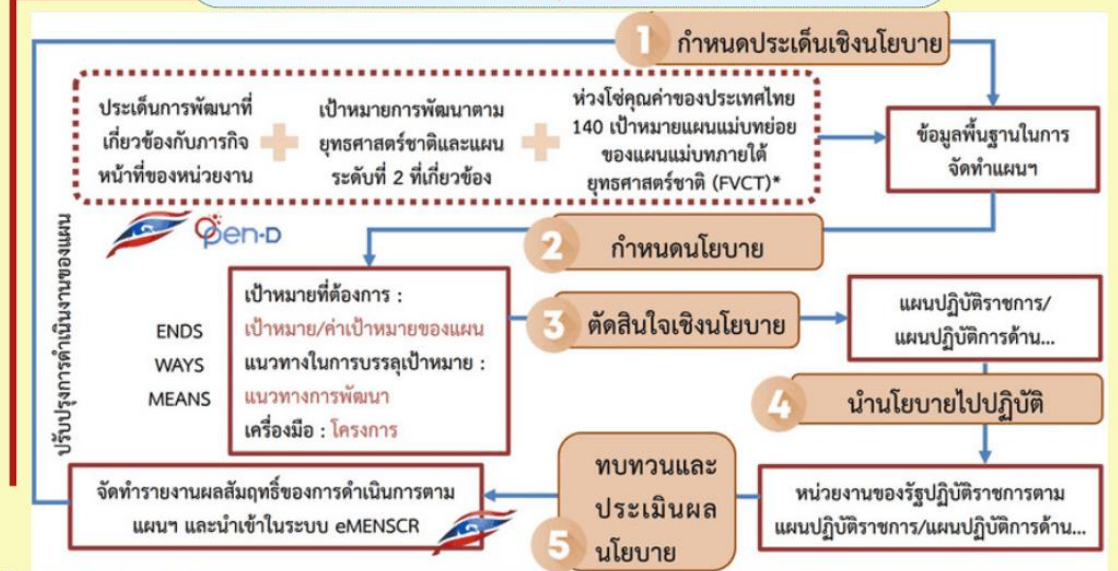 1 กำหนดประเด็นเชิงนโยบาย
ประเด็นการพัฒนาที่
เกี่ยวข้องกับภารกิจ
หน้าที่ของหน่วยงาน
เป้าหมายการพัฒนาตาม
ยุทธศาสตร์ชาติและแผน
ระดับที่ 2 ที่เกี่ยวข้อง
ห่วงโซ่คุณค่าของประเทศไทย
140 เป้าหมายแผนแม่บทย่อย
ของแผนแม่บทภายใต้
ยุทธศาสตร์ชาติ (FVCT)*
ข้อมูลพื้นฐานในการ
จัดทำแผนฯ
Open-D
2 กำหนดนโยบาย
ENDS
WAYS
MEANS
เป้าหมายที่ต้องการ :
เป้าหมาย/ค่าเป้าหมายของแผน
แนวทางในการบรรลุเป้าหมาย :
แนวทางการพัฒนา
เครื่องมือ : โครงการ
3 ตัดสินใจเชิงนโยบาย
แผนปฏิบัติราชการ/
แผนปฏิบัติการด้าน...
4 นำนโยบายไปปฏิบัติ
หน่วยงานของรัฐปฏิบัติราชการตาม
แผนปฏิบัติราชการ/แผนปฏิบัติการด้าน...
ทบทวนและ
ประเมินผล
5 นโยบาย
จัดทำรายงานผลสัมฤทธิ์ของการดำเนินการตาม
แผนฯ และนำเข้าในระบบ eMENSCR
ปรับปรุงการดำเนินงานของแผน